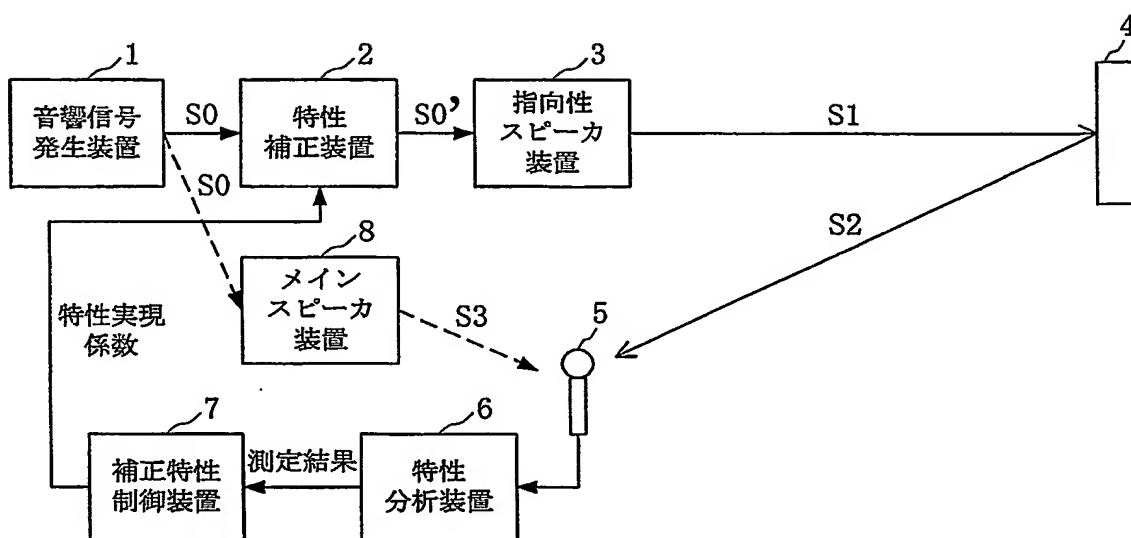 1
音響信号
発生装置
S0
2
特性
補正装置
S0'
3
指向性
スピーカ
装置
S1
4
S0
S2
8
メイン
スピーカ
装置
S3
5
特性実現
係数
7
補正特性
制御装置
測定結果
6
特性
分析装置